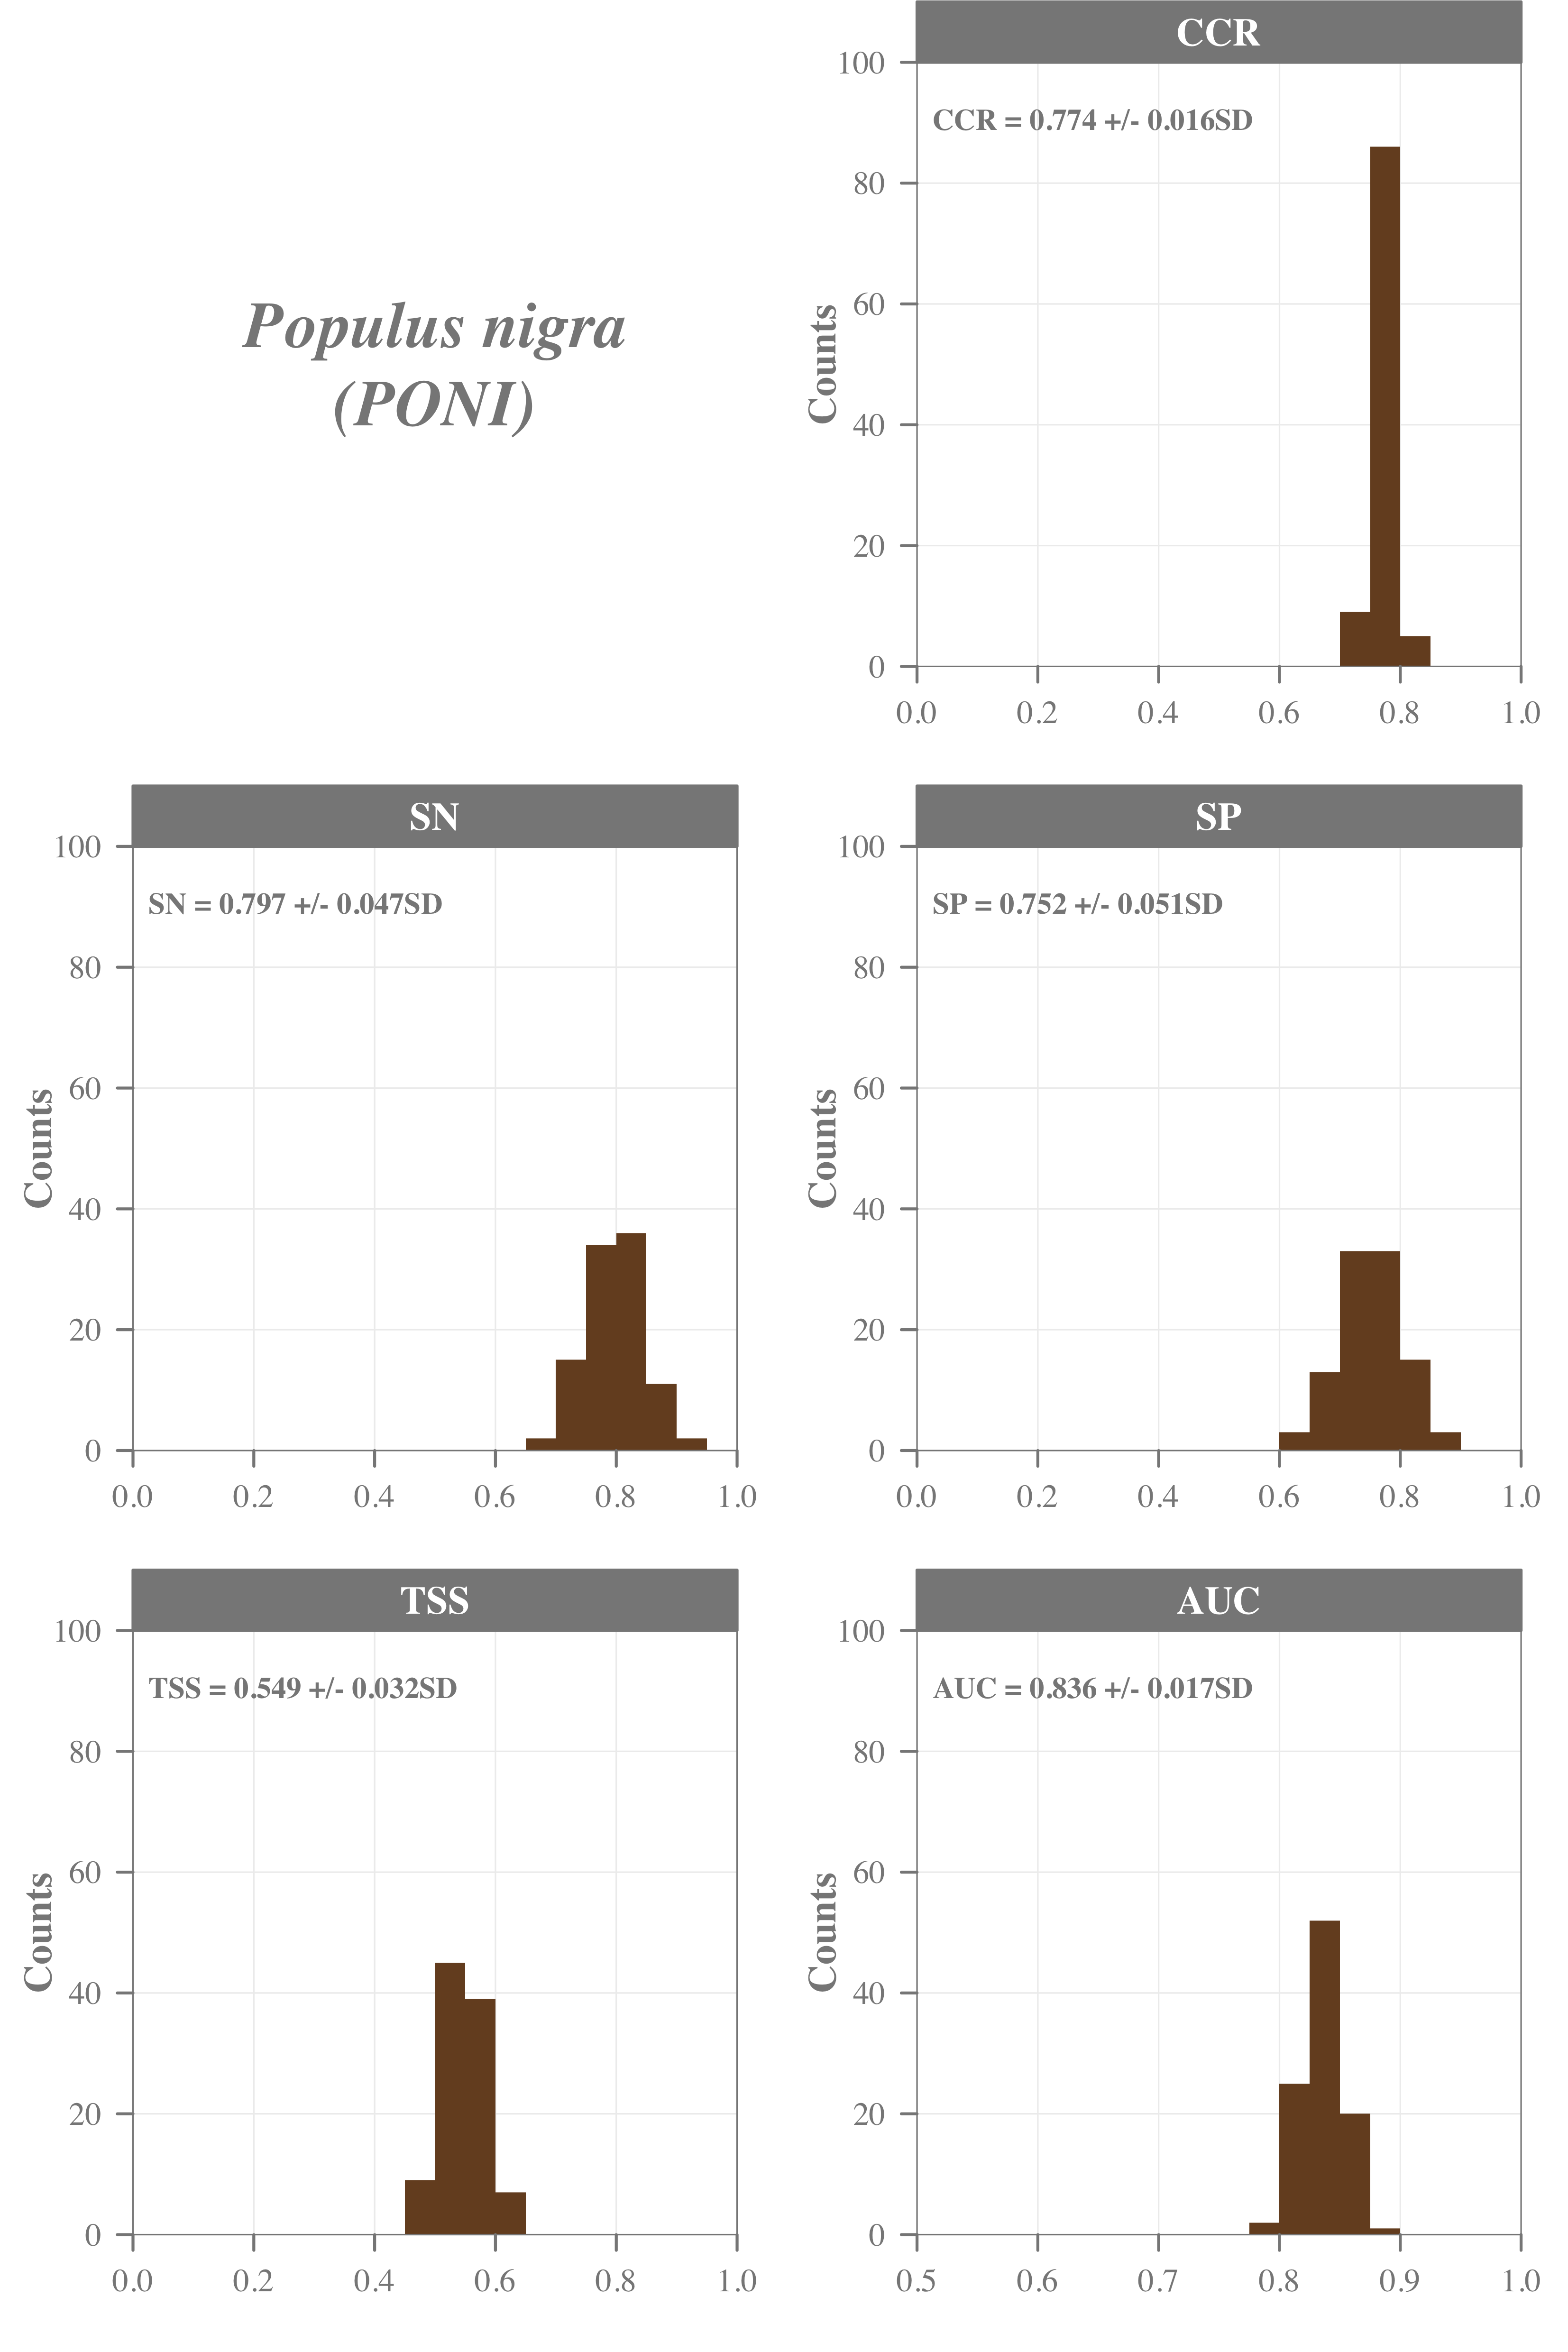 CCR
100
CCR = 0.774 +/- 0.016SD
80
60
Counts
40
20
0
0.0 0.2 0.4 0.6 0.8 1.0
Populus nigra
(PONI)
SN
100
SN = 0.797 +/- 0.047SD
80
60
Counts
40
20
0
0.0 0.2 0.4 0.6 0.8 1.0
SP
100
SP = 0.752 +/- 0.051SD
80
60
Counts
40
20
0
0.0 0.2 0.4 0.6 0.8 1.0
TSS
100
TSS = 0.549 +/- 0.032SD
80
60
Counts
40
20
0
0.0 0.2 0.4 0.6 0.8 1.0
AUC
100
AUC = 0.836 +/- 0.017SD
80
60
Counts
40
20
0
0.5 0.6 0.7 0.8 0.9 1.0